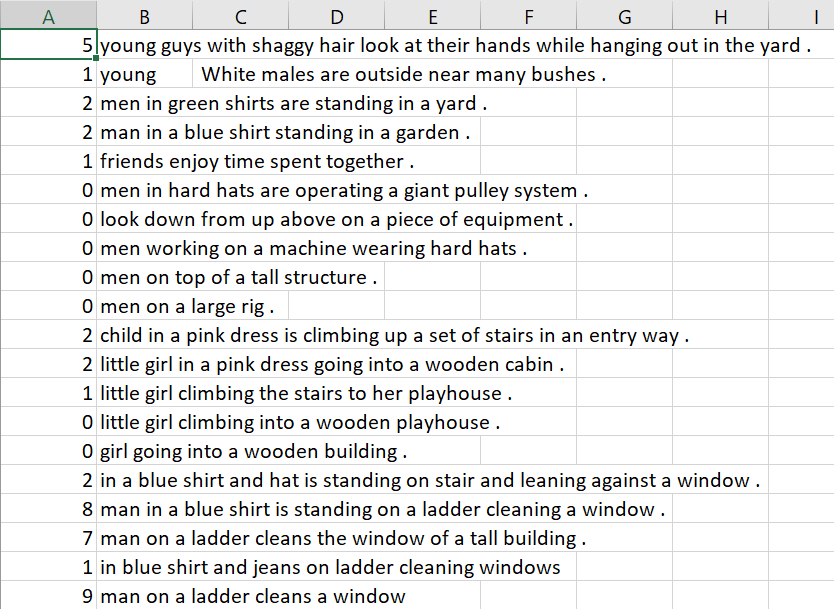 A B C D E F G H I
5 young guys with shaggy hair look at their hands while hanging out in the yard .
1 young White males are outside near many bushes .
2 men in green shirts are standing in a yard .
2 man in a blue shirt standing in a garden .
1 friends enjoy time spent together .
0 men in hard hats are operating a giant pulley system .
0 look down from up above on a piece of equipment .
0 men working on a machine wearing hard hats .
0 men on top of a tall structure .
0 men on a large rig .
2 child in a pink dress is climbing up a set of stairs in an entry way .
2 little girl in a pink dress going into a wooden cabin .
1 little girl climbing the stairs to her playhouse .
0 little girl climbing into a wooden playhouse .
0 girl going into a wooden building .
2 in a blue shirt and hat is standing on stair and leaning against a window .
8 man in a blue shirt is standing on a ladder cleaning a window .
7 man on a ladder cleans the window of a tall building .
1 in blue shirt and jeans on ladder cleaning windows
9 man on a ladder cleans a window